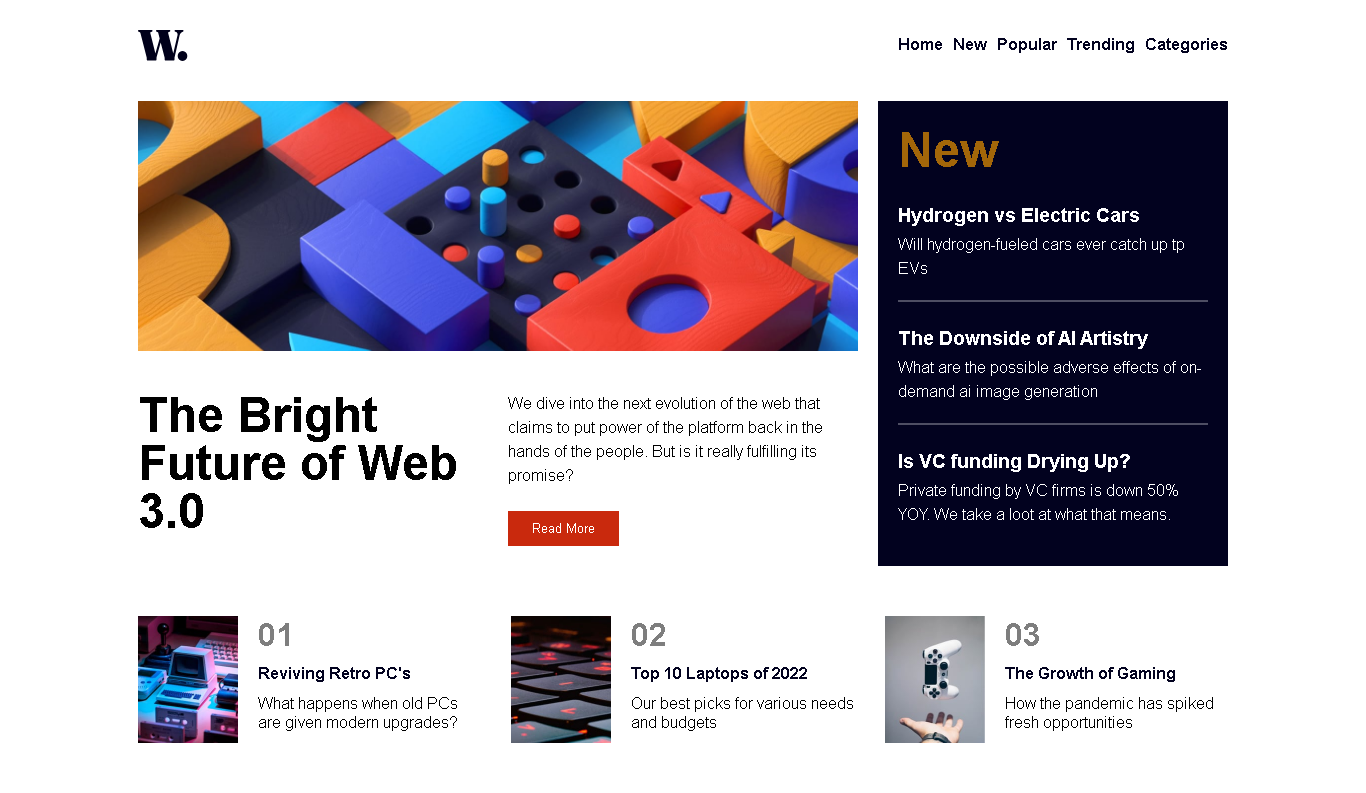 W.
Home New Popular Trending Categories
The Bright
Future of Web
3.0
We dive into the next evolution of the web that
claims to put power of the platform back in the
hands of the people. But is it really fulfilling its
promise?
Read More
New
Hydrogen vs Electric Cars
Will hydrogen-fueled cars ever catch up tp
EVs
The Downside of AI Artistry
What are the possible adverse effects of on-
demand ai image generation
Is VC funding Drying Up?
Private funding by VC firms is down 50%
YOY. We take a loot at what that means.
01
Reviving Retro PC's
What happens when old PCs
are given modern upgrades?
02
Top 10 Laptops of 2022
Our best picks for various needs
and budgets
03
The Growth of Gaming
How the pandemic has spiked
fresh opportunities